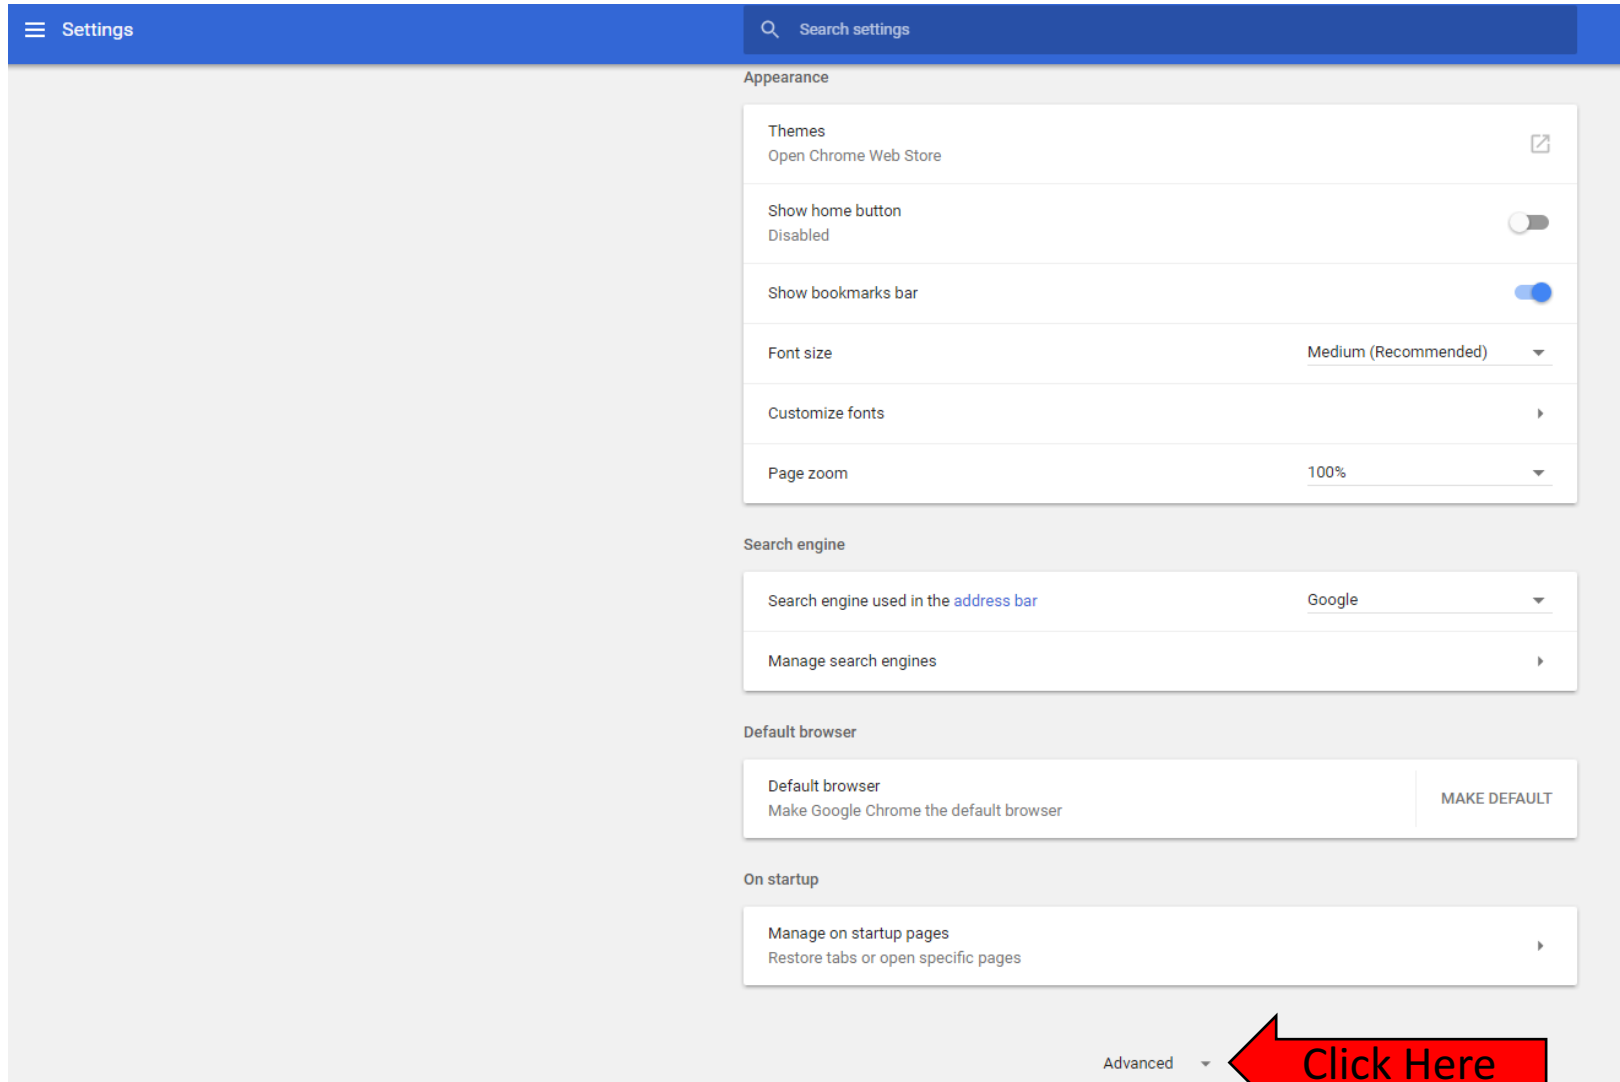 Settings
Search settings
Appearance
Themes
Open Chrome Web Store
Show home button
Disabled
Show bookmarks bar
Font size Medium (Recommended)
Customize fonts
Page zoom 100%
Search engine
Search engine used in the address bar Google
Manage search engines
Default browser
Default browser
Make Google Chrome the default browser
MAKE DEFAULT
On startup
Manage on startup pages
Restore tabs or open specific pages
Advanced
Click Here